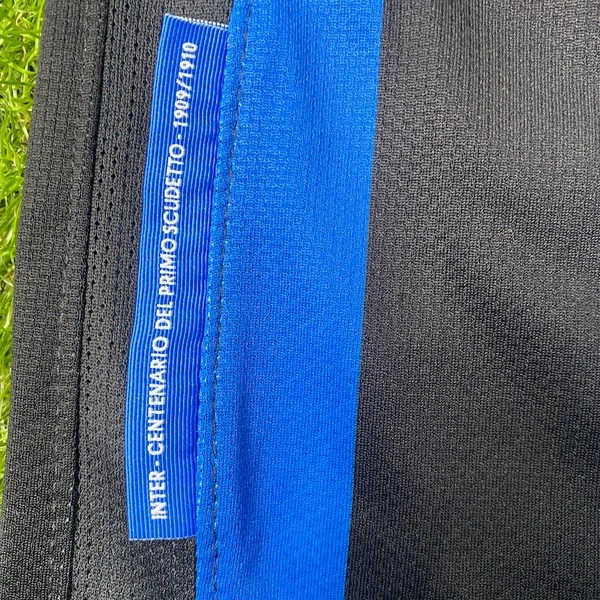 INTER · CENTENARIO DEL PRIMO SCUDETTO · 1909/1910